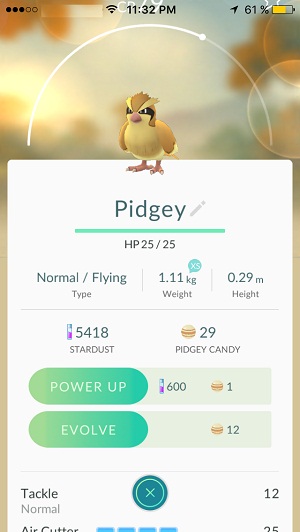 11:32 PM 61%
Pidgey
HP 25 / 25
XS
Normal / Flying 1.11 kg 0.29 m
Type Weight Height
5418 29
STARDUST PIDGEY CANDY
POWER UP 600 1
EVOLVE 12
Tackle 12
Normal
Air Cutter 25